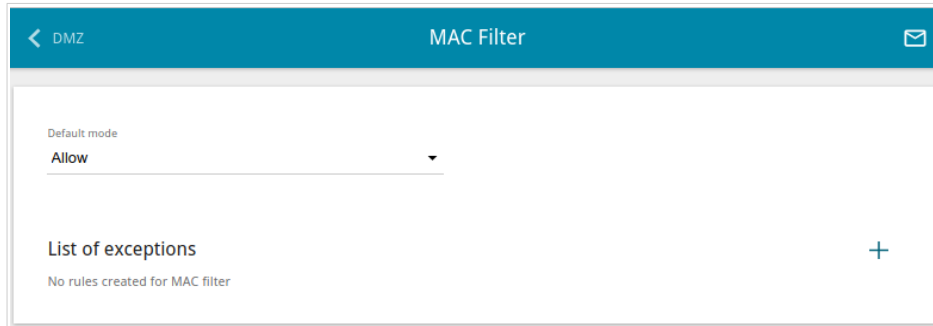 DMZ
MAC Filter
Default mode
Allow
List of exceptions
No rules created for MAC filter